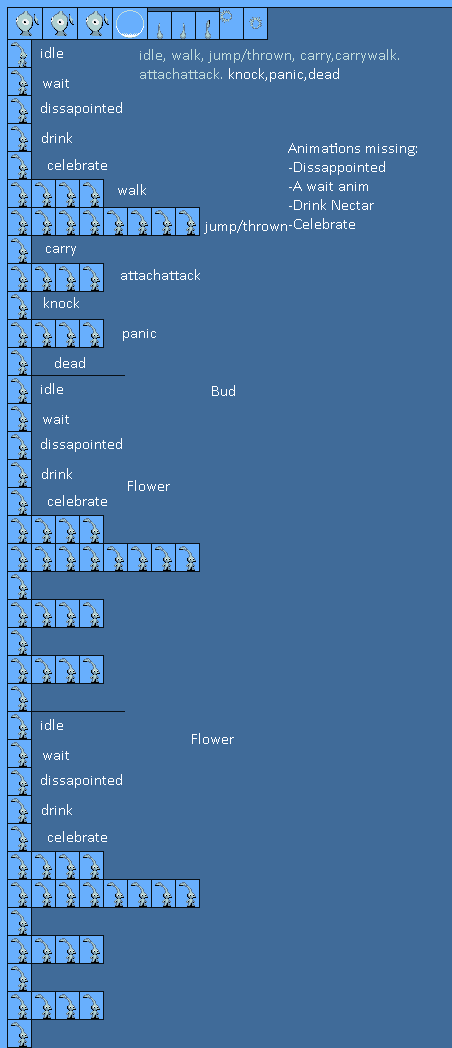 idle
idle, walk, jump/thrown, carry,carrywalk.
attachattack. knock,panic,dead
wait
dissapointed
drink
celebrate
Animations missing:
-Dissappointed
-A wait anim
-Drink Nectar
-Celebrate
walk
jump/thrown
carry
attachattack
knock
panic
dead
idle
Bud
wait
dissapointed
drink
Flower
celebrate
idle
Flower
wait
dissapointed
drink
celebrate